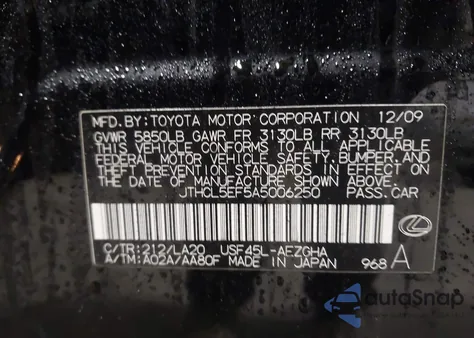 MFD. BY: TOYOTA MOTOR CORPORATION 12/09
GVWR 5850LB GAWR FR 3130LB RR 3130LB
THIS VEHICLE CONFORMS TO ALL APPLICABLE
FEDERAL MOTOR VEHICLE SAFETY, BUMPER, AND
THEFT PREVENTION STANDARDS IN EFFECT ON
THE DATE OF MANUFACTURE SHOWN ABOVE.
JTHCL5EF5A5006250 PASS. CAR
C/TR: 212/LA20 USF45L-AEZGHA
A/TM: A02A/AA80F MADE IN JAPAN 968 A
autoSnap